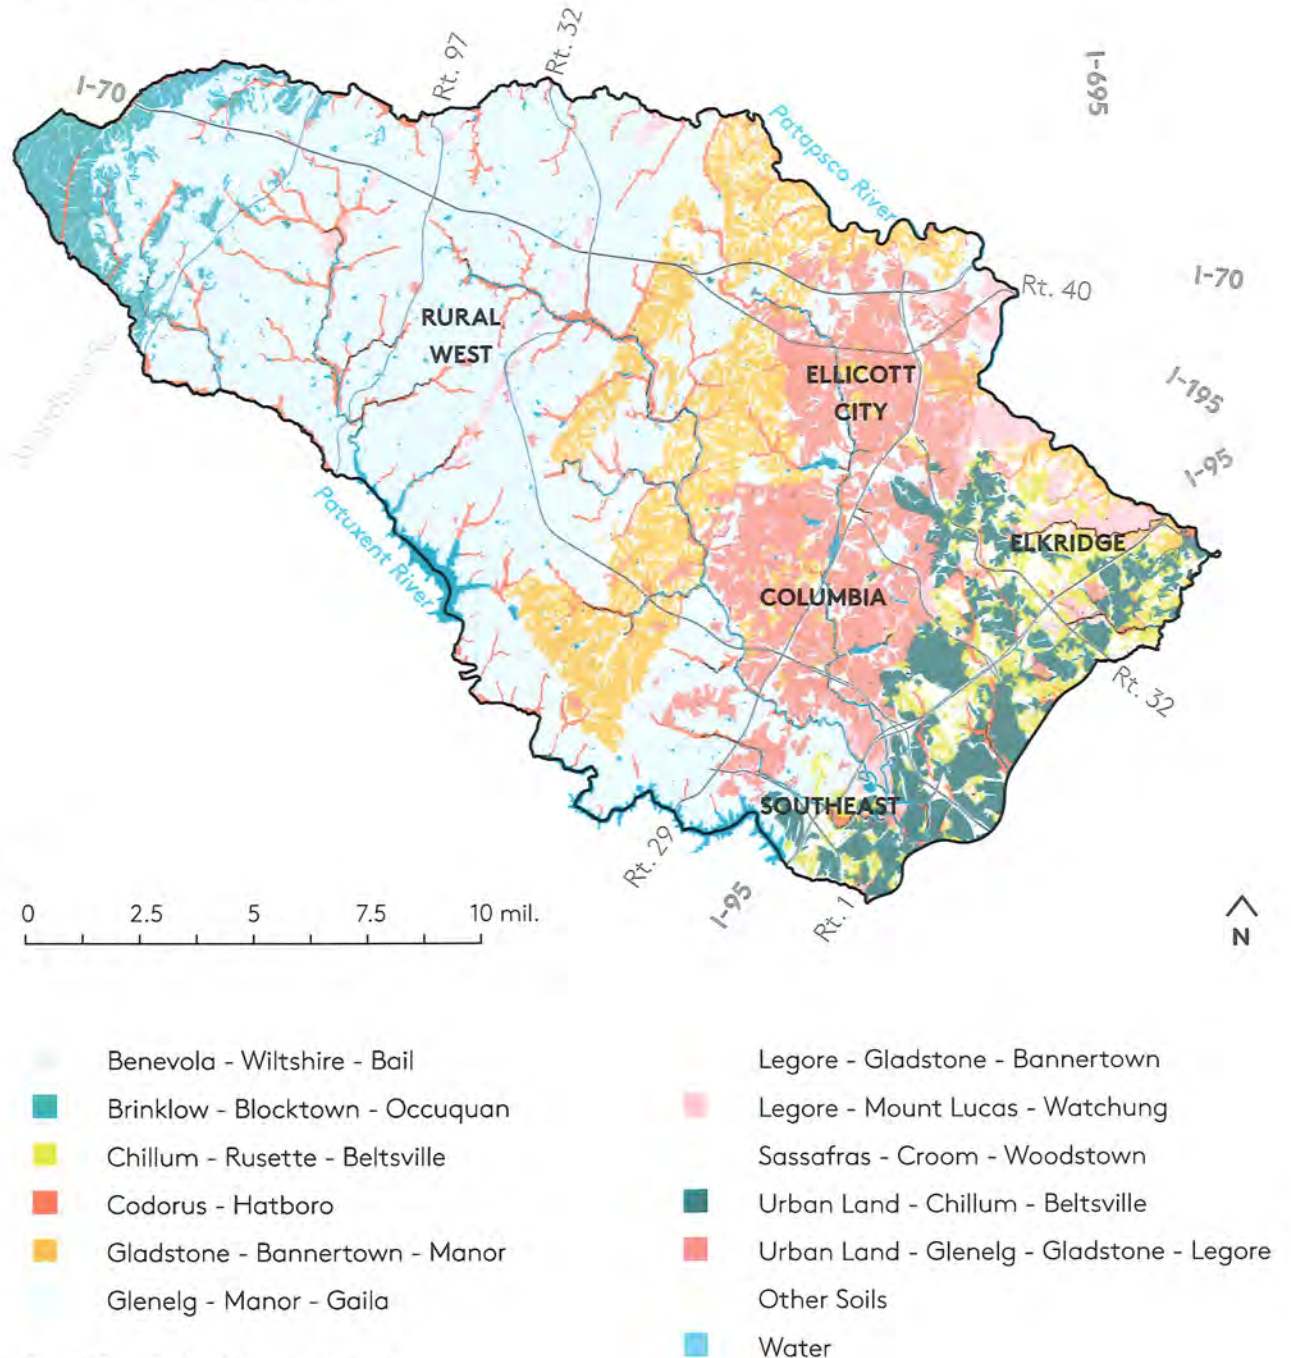 I-70
Rt. 97
Rt. 32
I-695
Patapsco River
I-70
Rt. 40
RURAL
WEST
ELLICOTT
CITY
I-195
I-95
Patuxent River
ELKRIDGE
COLUMBIA
Rt. 32
SOUTHEAST
Rt. 29
I-95
Rt. 1
0 2.5 5 7.5 10 mil.
N
Benevola - Wiltshire - Bail
Brinklow - Blocktown - Occuquan
Chillum - Rusette - Beltsville
Codorus - Hatboro
Gladstone - Bannertown - Manor
Glenelg - Manor - Gaila
Legore - Gladstone - Bannertown
Legore - Mount Lucas - Watchung
Sassafras - Croom - Woodstown
Urban Land - Chillum - Beltsville
Urban Land - Glenelg - Gladstone - Legore
Other Soils
Water